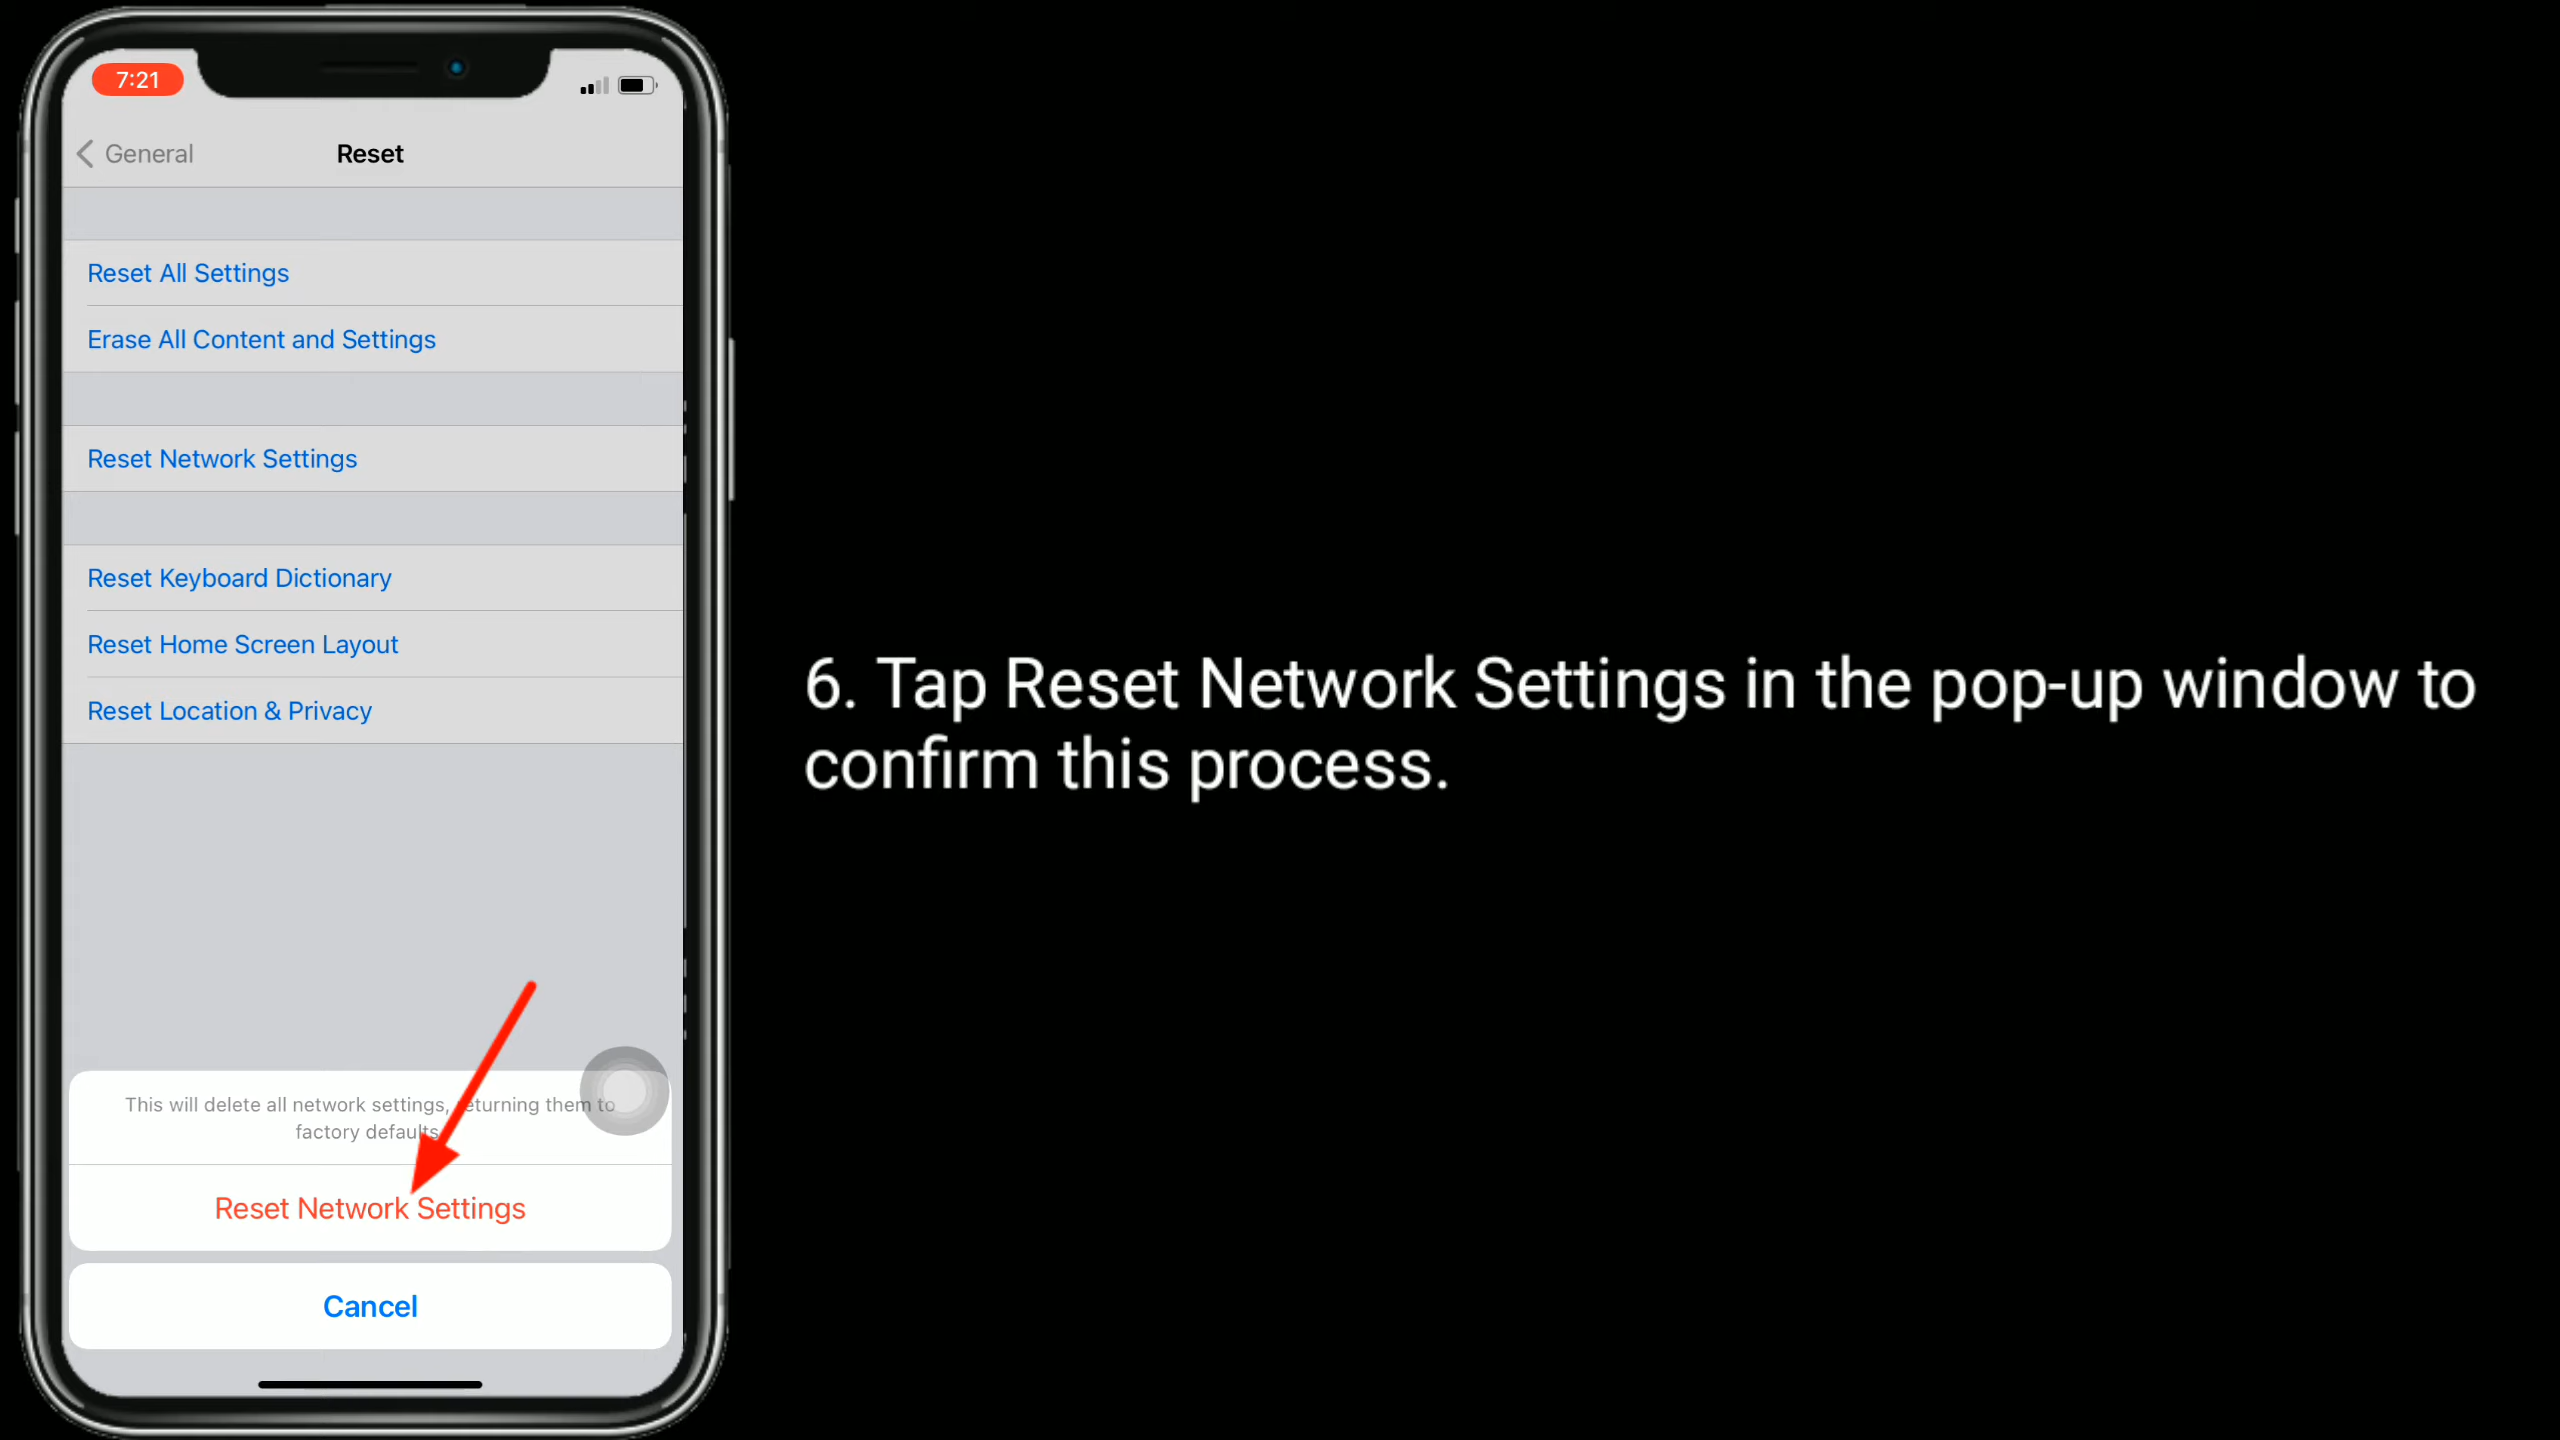 7:21
General
Reset
Reset All Settings
Erase All Content and Settings
Reset Network Settings
Reset Keyboard Dictionary
Reset Home Screen Layout
Reset Location & Privacy
This will delete all network settings, returning them to
factory defaults
Reset Network Settings
Cancel
6. Tap Reset Network Settings in the pop-up window to
confirm this process.